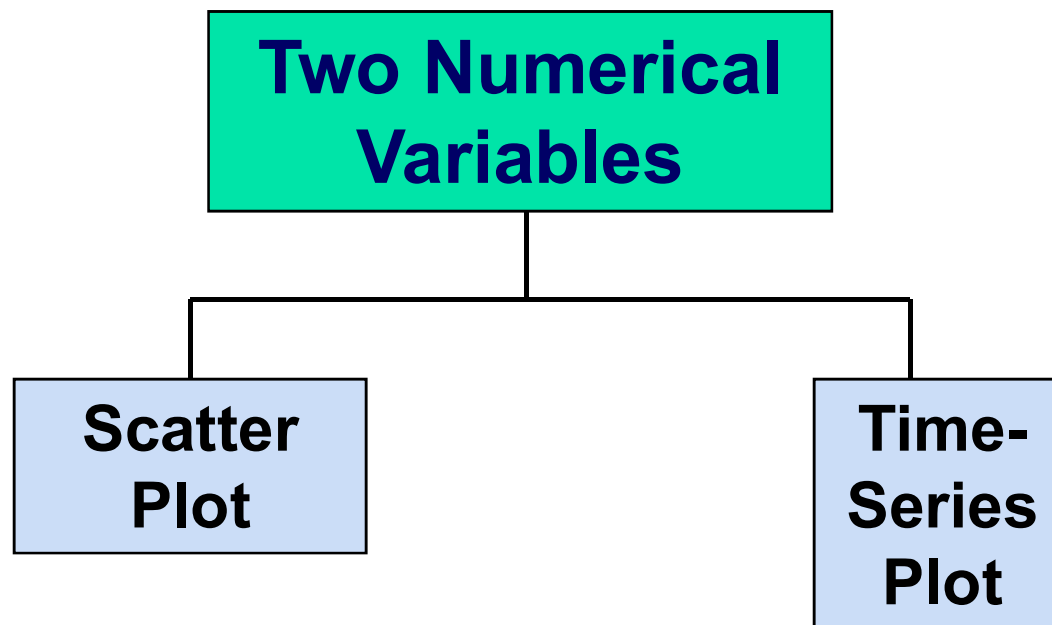 Two Numerical
Variables
Scatter
Plot
Time-
Series
Plot